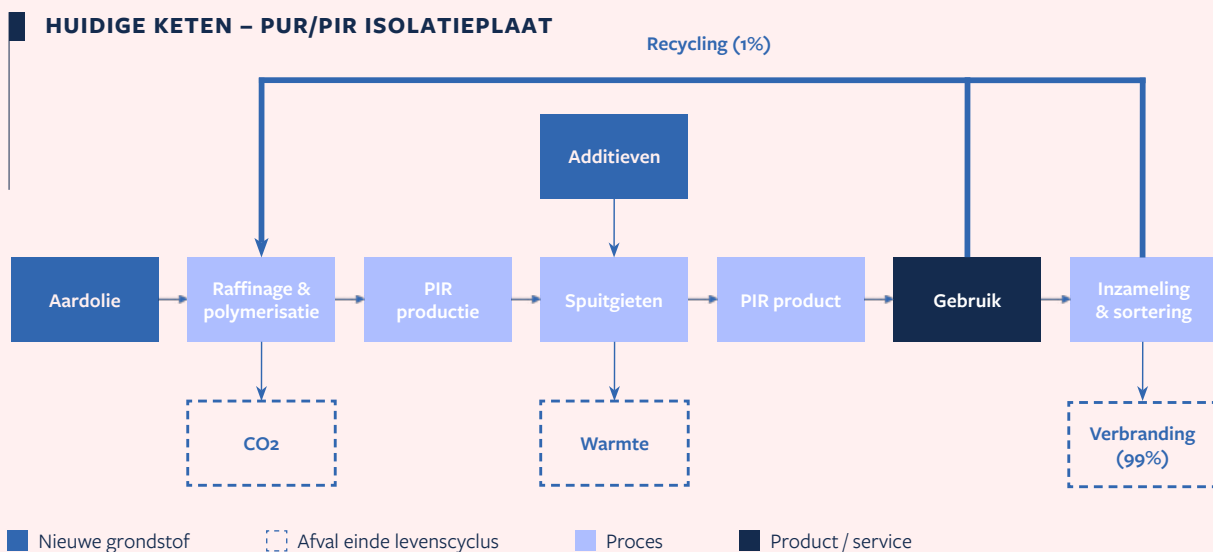 HUIDIGE KETEN – PUR/PIR ISOLATIEPLAAT
Recycling (1%)
Additieven
Aardolie
Raffinage &
polymerisatie
PIR
productie
Spuitgieten
PIR product
Gebruik
Inzameling
& sortering
CO2
Warmte
Verbranding
(99%)
Nieuwe grondstof
Afval einde levenscyclus
Proces
Product / service